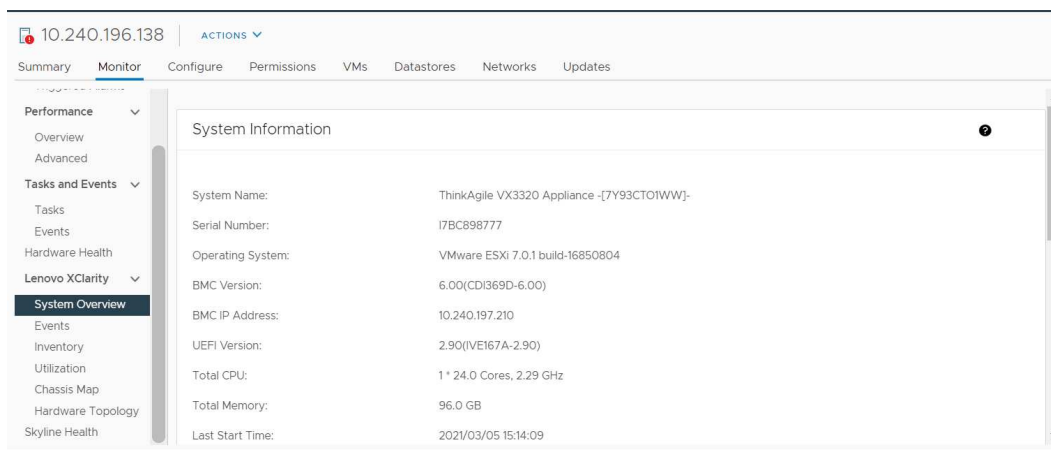 10.240.196.138 ACTIONS
Summary Monitor Configure Permissions VMs Datastores Networks Updates
Performance
Overview
Advanced
Tasks and Events
Tasks
Events
Hardware Health
Lenovo XClarity
System Overview
Events
Inventory
Utilization
Chassis Map
Hardware Topology
Skyline Health
System Information
System Name: ThinkAgile VX3320 Appliance -[7Y93CTO1WW]-
Serial Number: I7BC898777
Operating System: VMware ESXi 7.0.1 build-16850804
BMC Version: 6.00(CDI369D-6.00)
BMC IP Address: 10.240.197.210
UEFI Version: 2.90(IVE167A-2.90)
Total CPU: 1 * 24.0 Cores, 2.29 GHz
Total Memory: 96.0 GB
Last Start Time: 2021/03/05 15:14:09